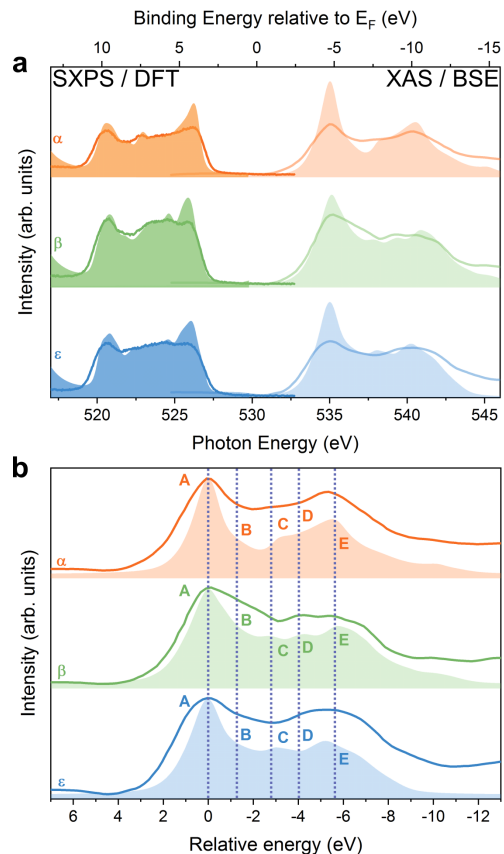 Binding Energy relative to E_F (eV)
10 5 0 -5 -10 -15
a
SXPS / DFT XAS / BSE
α
β
ε
Intensity (arb. units)
520 525 530 535 540 545
Photon Energy (eV)
b
A
B
C
D
E
α
A
B
C
D
E
β
A
B
C
D
E
ε
Intensity (arb. units)
6 4 2 0 -2 -4 -6 -8 -10 -12
Relative energy (eV)